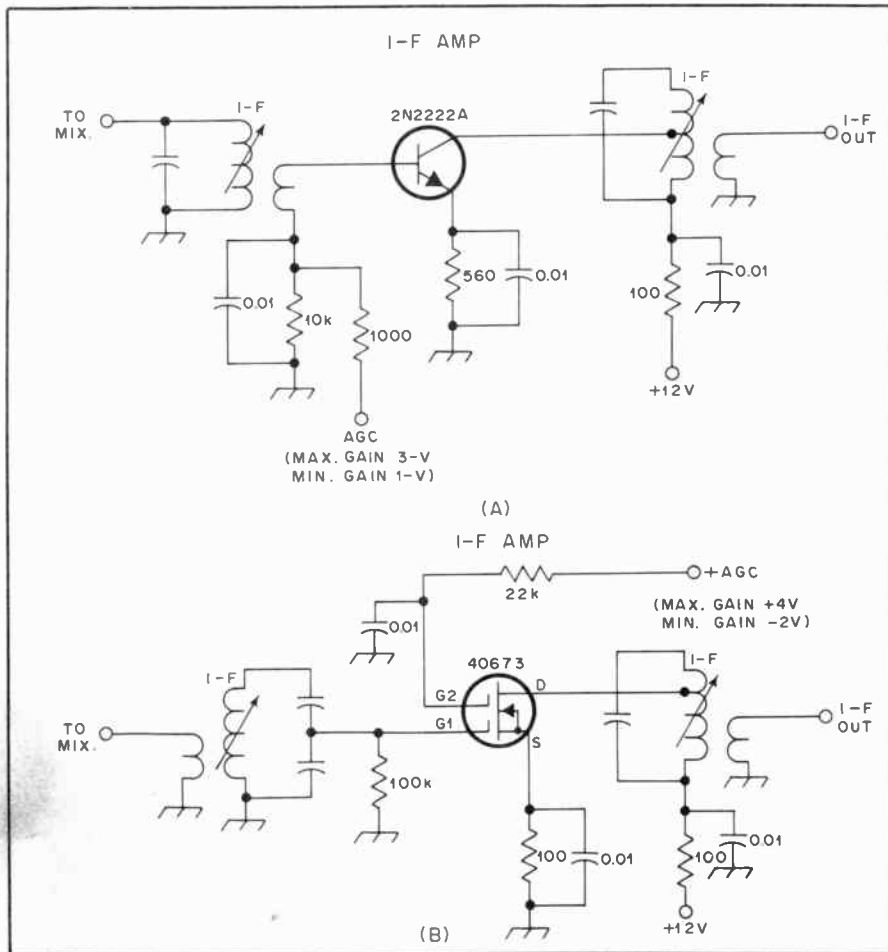 I-F AMP
TO
MIX.
I-F
2N2222A
I-F
I-F
OUT
0.01
10k
1000
560
0.01
100
0.01
+12V
AGC
(MAX. GAIN 3-V
MIN. GAIN 1-V)
(A)
I-F AMP
22k
+AGC
(MAX. GAIN +4V
MIN. GAIN -2V)
0.01
40673
I-F
I-F
G2
D
TO
MIX.
G1
S
I-F
OUT
100k
100
0.01
100
0.01
+12V
(B)